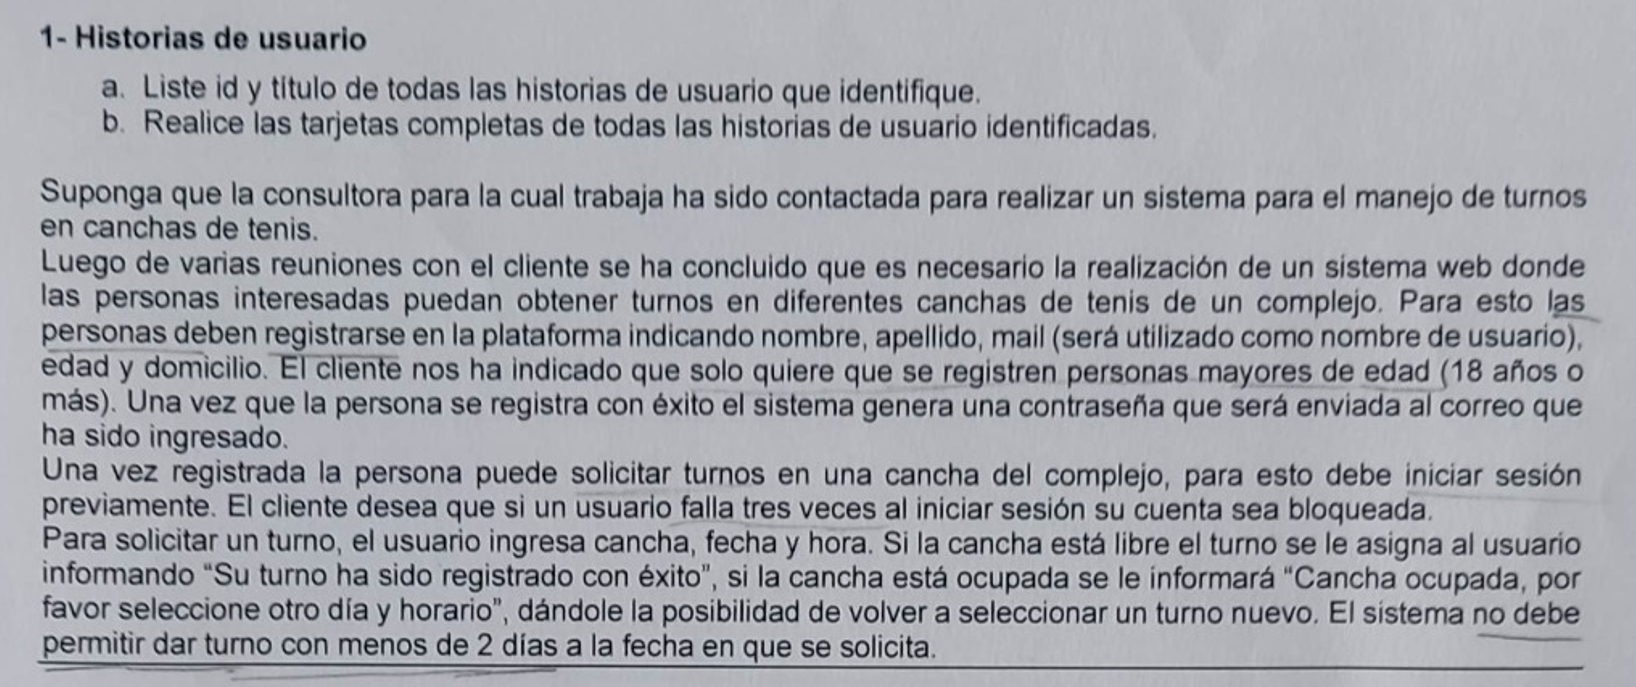 1- Historias de usuario
a. Liste id y título de todas las historias de usuario que identifique.
b. Realice las tarjetas completas de todas las historias de usuario identificadas.
Suponga que la consultora para la cual trabaja ha sido contactada para realizar un sistema para el manejo de turnos
en canchas de tenis.
Luego de varias reuniones con el cliente se ha concluido que es necesario la realización de un sistema web donde
las personas interesadas puedan obtener turnos en diferentes canchas de tenis de un complejo. Para esto las
personas deben registrarse en la plataforma indicando nombre, apellido, mail (será utilizado como nombre de usuario),
edad y domicilio. El cliente nos ha indicado que solo quiere que se registren personas mayores de edad (18 años o
más). Una vez que la persona se registra con éxito el sistema genera una contraseña que será enviada al correo que
ha sido ingresado.
Una vez registrada la persona puede solicitar turnos en una cancha del complejo, para esto debe iniciar sesión
previamente. El cliente desea que si un usuario falla tres veces al iniciar sesión su cuenta sea bloqueada.
Para solicitar un turno, el usuario ingresa cancha, fecha y hora. Si la cancha está libre el turno se le asigna al usuario
informando "Su turno ha sido registrado con éxito", si la cancha está ocupada se le informará "Cancha ocupada, por
favor seleccione otro día y horario", dándole la posibilidad de volver a seleccionar un turno nuevo. El sistema no debe
permitir dar turno con menos de 2 días a la fecha en que se solicita.